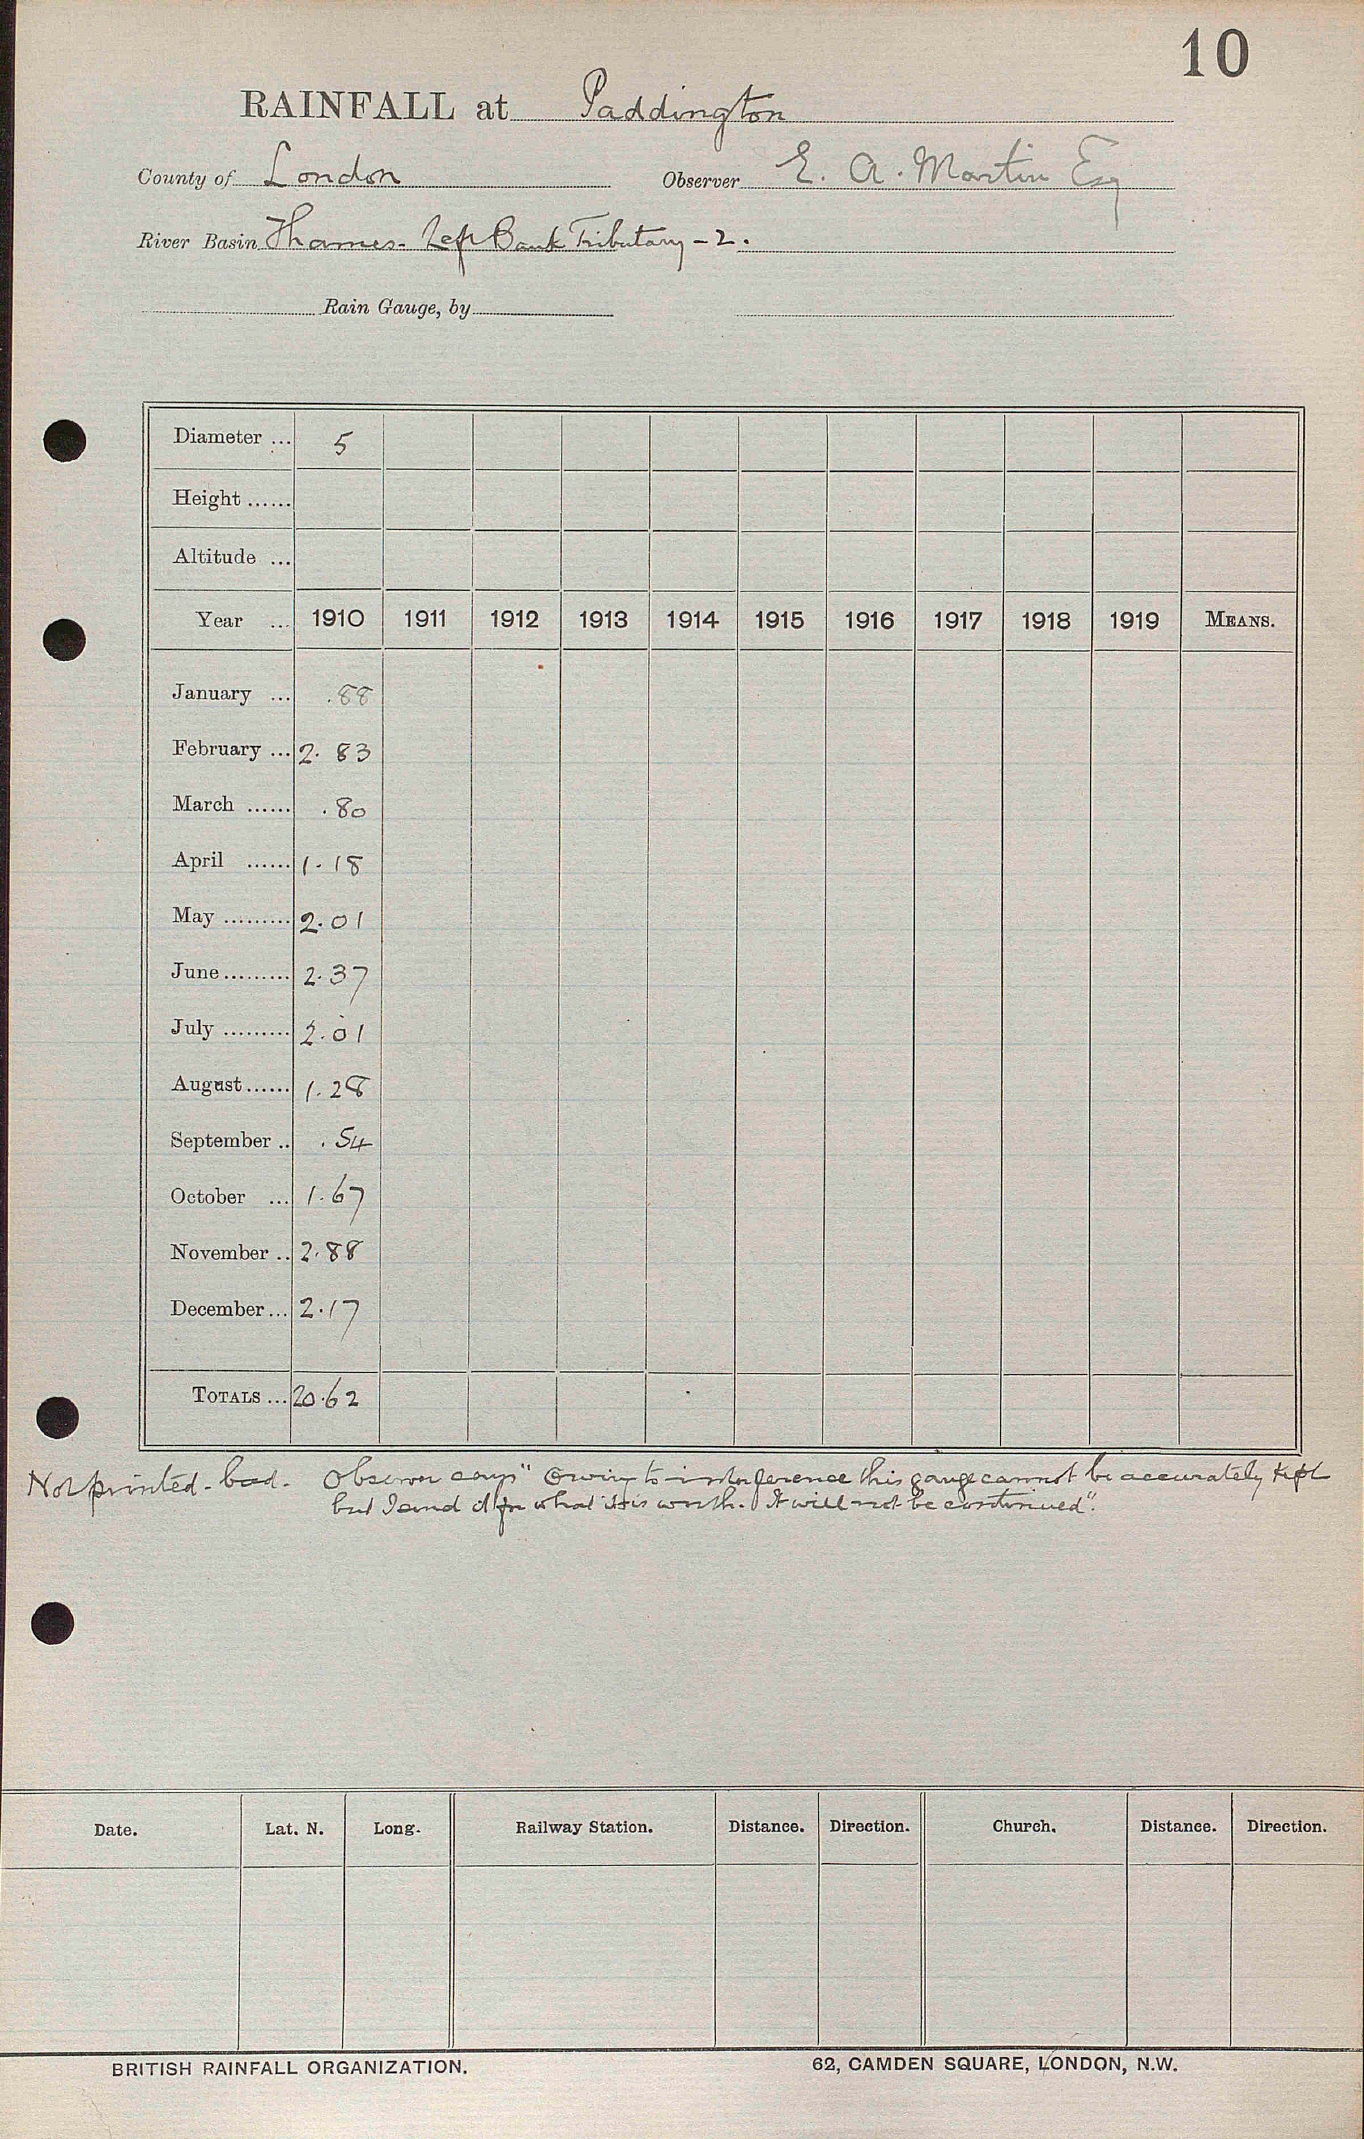 10
RAINFALL at Paddington
County of London Observer E. A. Martin Esq
River Basin Thames - Left Bank Tributary - 2.
Rain Gauge, by
Diameter ... 5
Height ......
Altitude ...
Year ... 1910 1911 1912 1913 1914 1915 1916 1917 1918 1919 MEANS.
January ... .88
February ... 2.83
March ...... .80
April ...... 1.18
May ......... 2.01
June ......... 2.37
July ......... 2.01
August ...... 1.28
September .. .54
October ... 1.67
November .. 2.88
December ... 2.17
TOTALS ... 20.62
Not printed - bad. Observer says "Owing to interference this gauge cannot be accurately kept
but I send it for what it is worth. It will not be continued".
Date. Lat. N. Long. Railway Station. Distance. Direction. Church. Distance. Direction.
BRITISH RAINFALL ORGANIZATION. 62, CAMDEN SQUARE, LONDON, N.W.